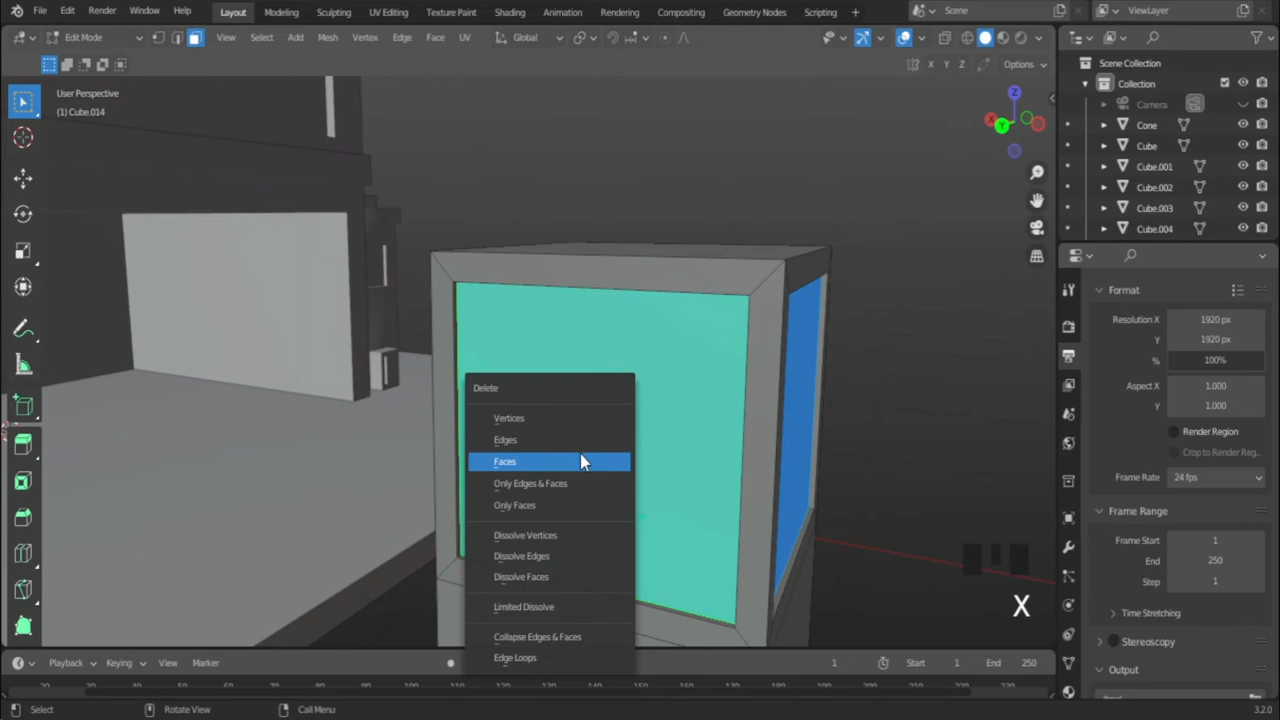 File Edit Render Window Help Layout Modeling Sculpting UV Editing Texture Paint Shading Animation Rendering Compositing Geometry Nodes Scripting + Scene ViewLayer
Edit Mode View Select Add Mesh Vertex Edge Face UV Global
X Y Z Options
User Perspective
(1) Cube.014
Z
X
Y
Scene Collection
Collection
Camera
Cone
Cube
Cube.001
Cube.002
Cube.003
Cube.004
Format
Resolution X 1920 px
Y 1920 px
% 100%
Aspect X 1.000
Y 1.000
Render Region
Crop to Render Reg...
Frame Rate 24 fps
Frame Range
Frame Start 1
End 250
Step 1
Time Stretching
Stereoscopy
Output
Delete
Vertices
Edges
Faces
Only Edges & Faces
Only Faces
Dissolve Vertices
Dissolve Edges
Dissolve Faces
Limited Dissolve
Collapse Edges & Faces
Edge Loops
X
Playback Keying View Marker 1 Start 1 End 250
Select Rotate View Call Menu 3.2.0